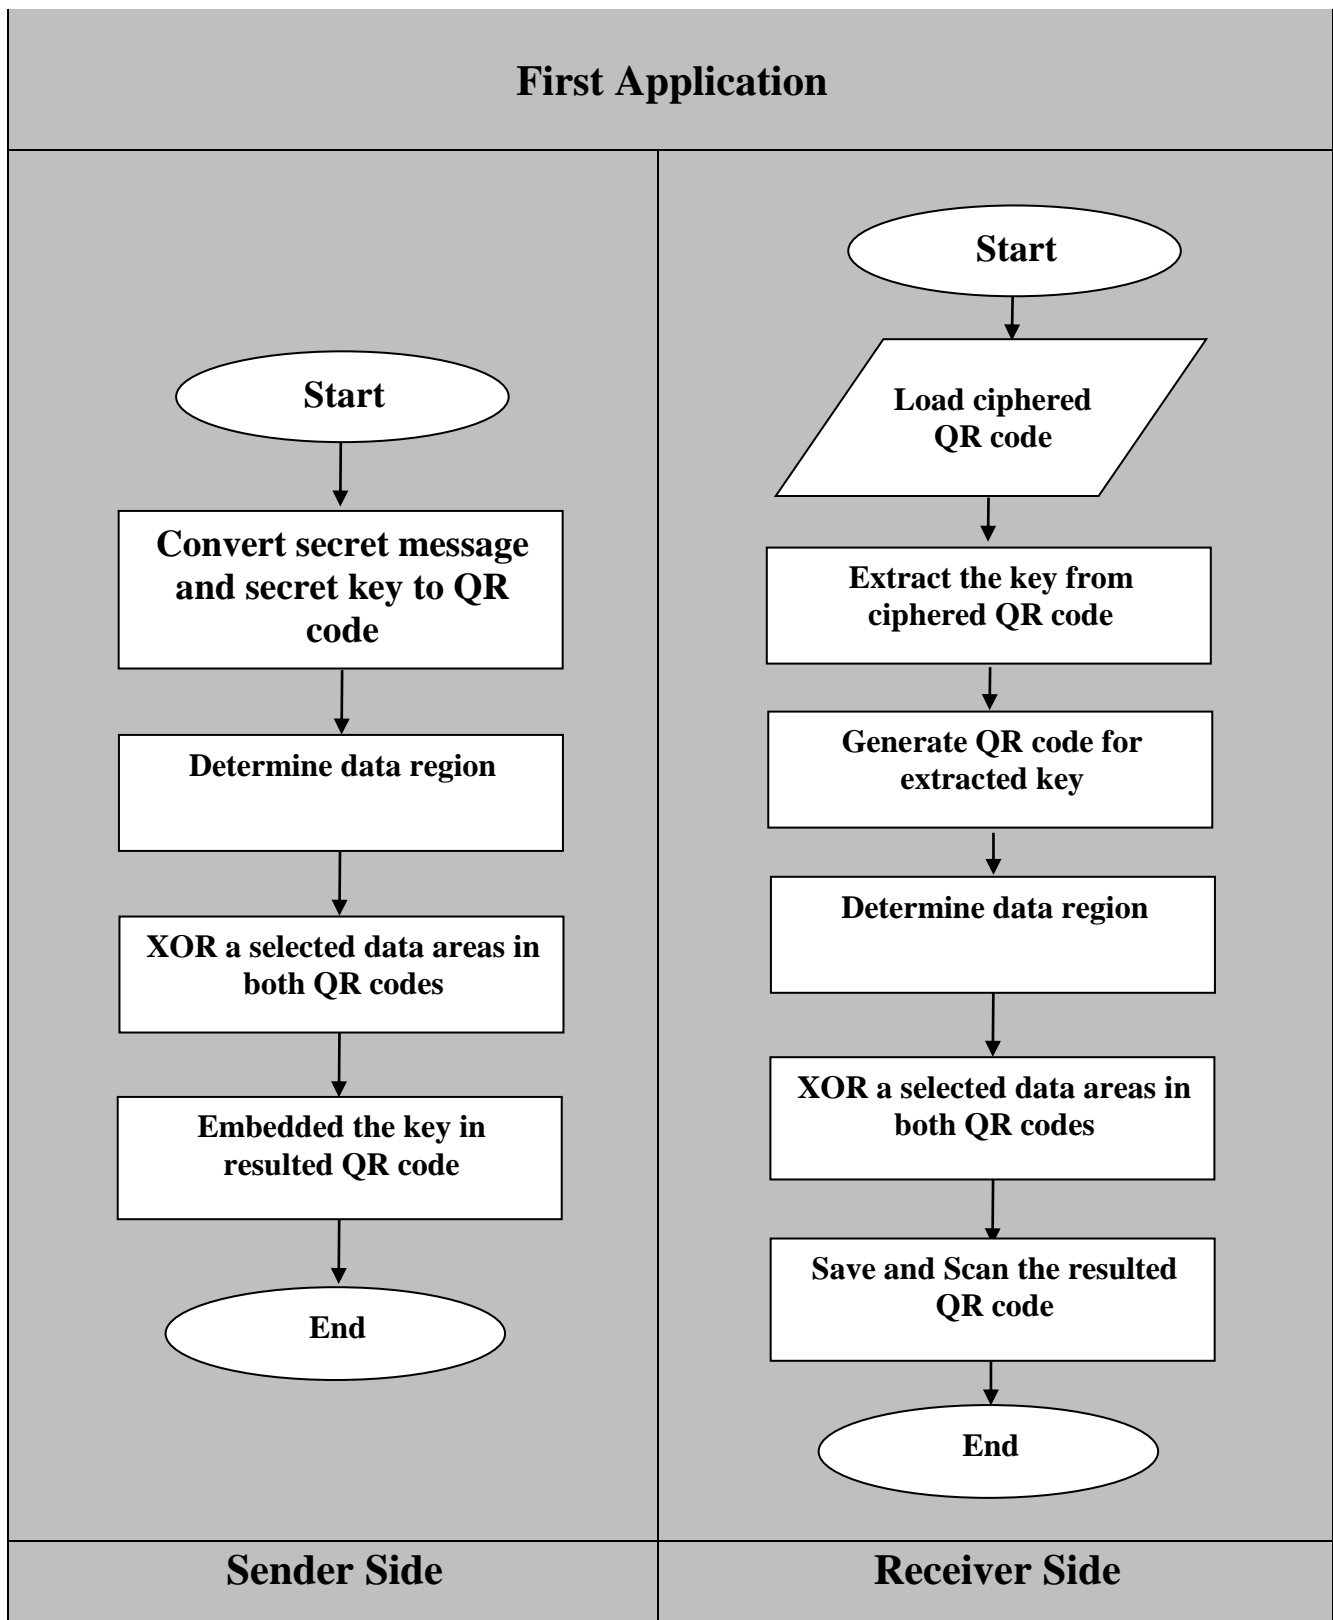 First Application
Start
Convert secret message
and secret key to QR
code
Determine data region
XOR a selected data areas in
both QR codes
Embedded the key in
resulted QR code
End
Sender Side
Start
Load ciphered
QR code
Extract the key from
ciphered QR code
Generate QR code for
extracted key
Determine data region
XOR a selected data areas in
both QR codes
Save and Scan the resulted
QR code
End
Receiver Side